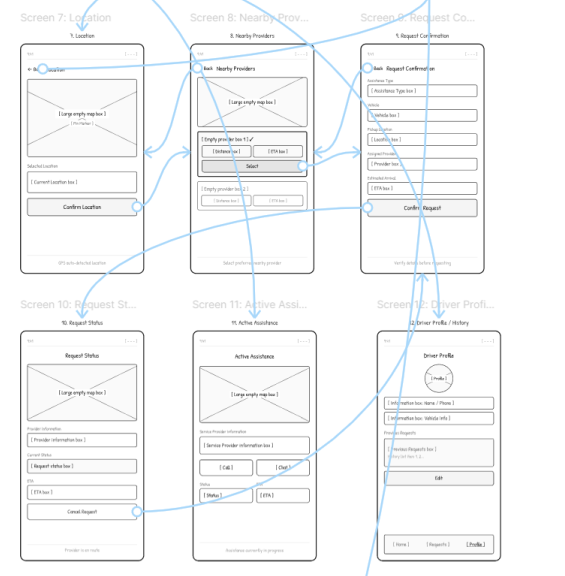 Screen 7: Location
Screen 8: Nearby Prov...
Screen 9: Request Co...
7. Location
8. Nearby Providers
9. Request Confirmation
← Back Location
[ Large empty map box ]
Selected Location
[ Current Location box ]
Confirm Location
GPS auto-detected location
Back Nearby Providers
[ Large empty map box ]
[ Empty provider box 1 ] ✓
[ Distance box ]
[ ETA box ]
Select
[ Empty provider box 2 ]
[ Distance box ]
[ ETA box ]
Select preferred nearby provider
Back Request Confirmation
Assistance Type
[ Assistance Type box ]
Vehicle
[ Vehicle box ]
Pickup Location
[ Location box ]
Assigned Provider
[ Provider box ]
Estimated Arrival
[ ETA box ]
Confirm Request
Verify details before requesting
Screen 10: Request St...
Screen 11: Active Assi...
Screen 12: Driver Profi...
10. Request Status
11. Active Assistance
12. Driver Profile / History
Request Status
[ Large empty map box ]
Provider Information
[ Provider information box ]
Current Status
[ Request status box ]
ETA
[ ETA box ]
Cancel Request
Provider is en route
Active Assistance
[ Large empty map box ]
Service Provider Information
[ Service Provider information box ]
[ Call ]
[ Chat ]
Status
[ Status ]
[ ETA ]
Assistance currently in progress
Driver Profile
[ Profile ]
[ Information box: Name / Phone ]
[ Information box: Vehicle Info ]
Previous Requests
[ Previous Requests box ]
Edit
[ Home ]
[ Requests ]
[ Profile ]